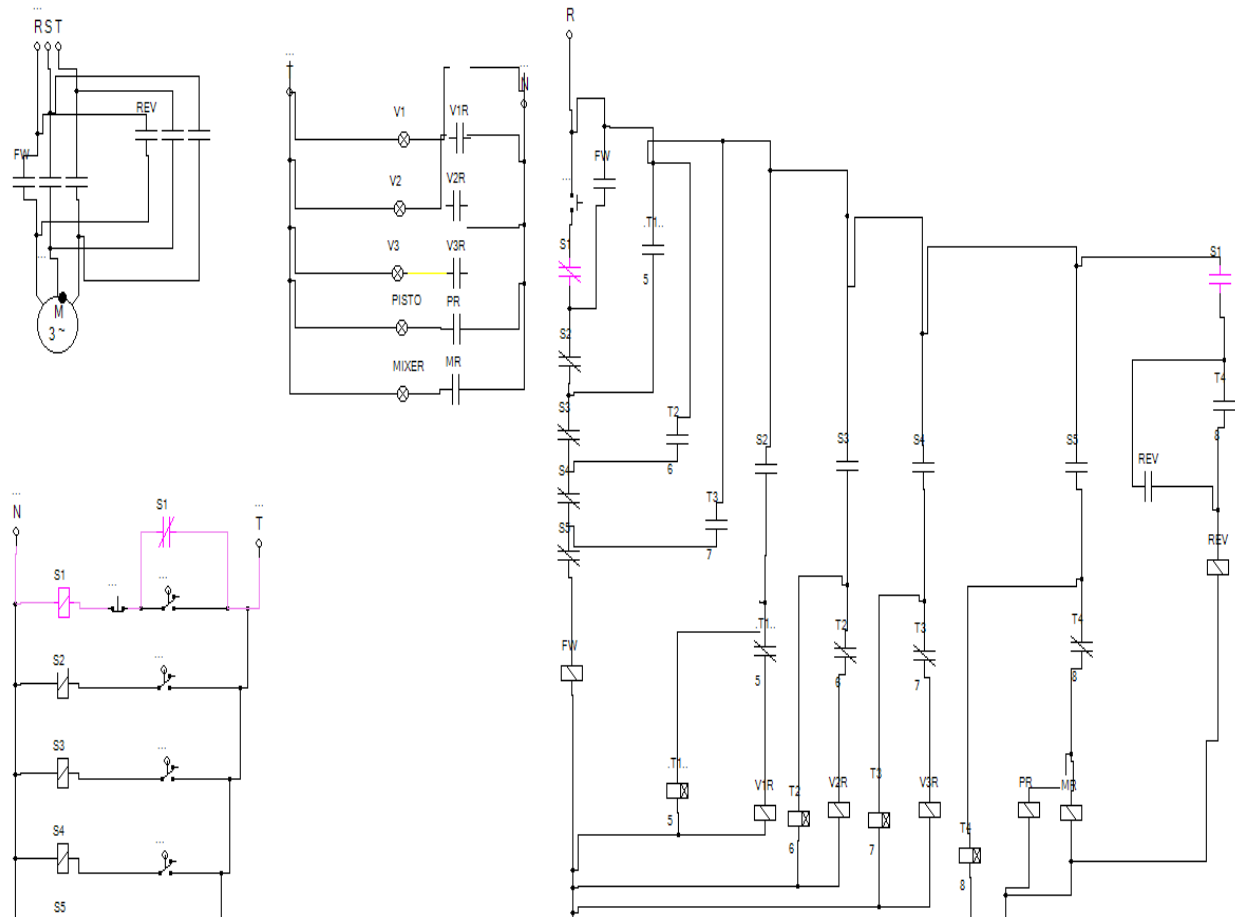 ...
R S T
REV
FW
...
M
3 ~
...
T
...
N
V1
V1R
V2
V2R
V3
V3R
PISTO
PR
MIXER
MR
R
FW
...
S1
S2
S3
S4
S5
FW
.T1..
5
T2
6
T3
7
S2
.T1..
5
.T1..
5
V1R
S3
T2
6
T2
6
V2R
S4
T3
7
T3
7
V3R
S5
T4
8
T4
8
PR
MR
S1
T4
8
REV
REV
...
N
S1
...
T
S1
...
...
S2
...
S3
...
S4
...
S5